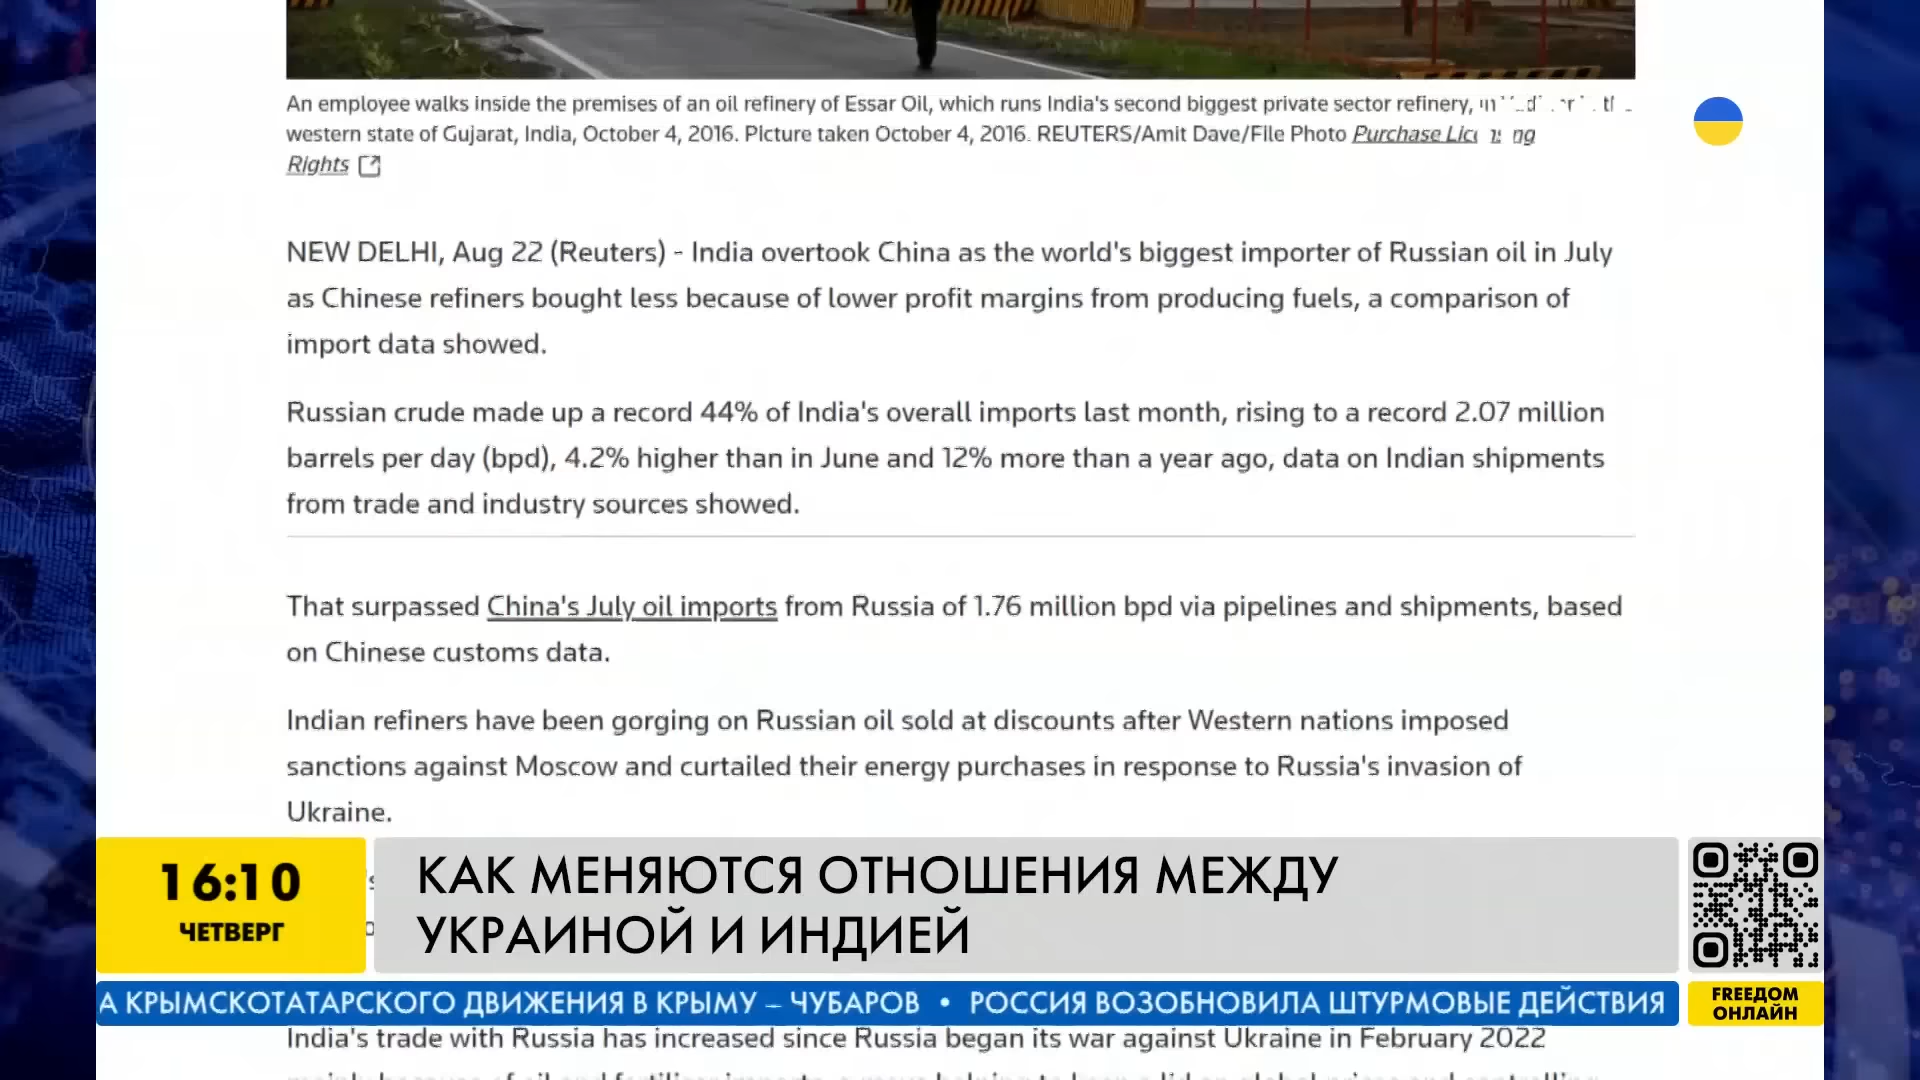 An employee walks inside the premises of an oil refinery of Essar Oil, which runs India's second biggest private sector refinery, in
western state of Gujarat, India, October 4, 2016. Picture taken October 4, 2016. REUTERS/Amit Dave/File Photo Purchase
Rights
NEW DELHI, Aug 22 (Reuters) - India overtook China as the world's biggest importer of Russian oil in July
as Chinese refiners bought less because of lower profit margins from producing fuels, a comparison of
import data showed.
Russian crude made up a record 44% of India's overall imports last month, rising to a record 2.07 million
barrels per day (bpd), 4.2% higher than in June and 12% more than a year ago, data on Indian shipments
from trade and industry sources showed.
That surpassed China's July oil imports from Russia of 1.76 million bpd via pipelines and shipments, based
on Chinese customs data.
Indian refiners have been gorging on Russian oil sold at discounts after Western nations imposed
sanctions against Moscow and curtailed their energy purchases in response to Russia's invasion of
Ukraine.
16:10
ЧЕТВЕРГ
КАК МЕНЯЮТСЯ ОТНОШЕНИЯ МЕЖДУ
УКРАИНОЙ И ИНДИЕЙ
А КРЫМСКОТАТАРСКОГО ДВИЖЕНИЯ В КРЫМУ – ЧУБАРОВ • РОССИЯ ВОЗОБНОВИЛА ШТУРМОВЫЕ ДЕЙСТВИЯ
FREEДОМ
ОНЛАЙН
India's trade with Russia has increased since Russia began its war against Ukraine in February 2022